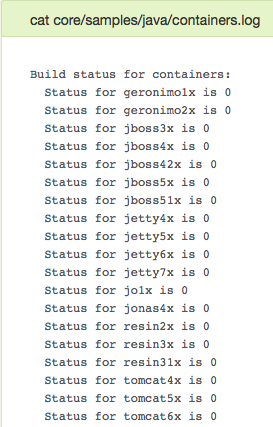 cat core/samples/java/containers.log
Build status for containers:
Status for geronimo1x is 0
Status for geronimo2x is 0
Status for jboss3x is 0
Status for jboss4x is 0
Status for jboss42x is 0
Status for jboss5x is 0
Status for jboss51x is 0
Status for jetty4x is 0
Status for jetty5x is 0
Status for jetty6x is 0
Status for jetty7x is 0
Status for jo1x is 0
Status for jonas4x is 0
Status for resin2x is 0
Status for resin3x is 0
Status for resin31x is 0
Status for tomcat4x is 0
Status for tomcat5x is 0
Status for tomcat6x is 0